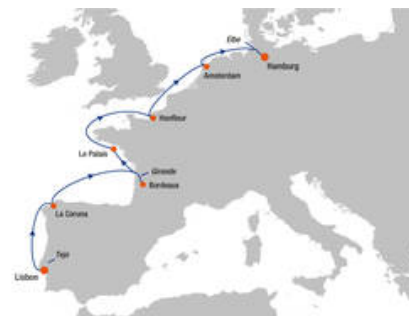 Elbe
Hamburg
Amsterdam
Honfleur
Le Palais
Gironde
Bordeaux
La Coruna
Tejo
Lisbon